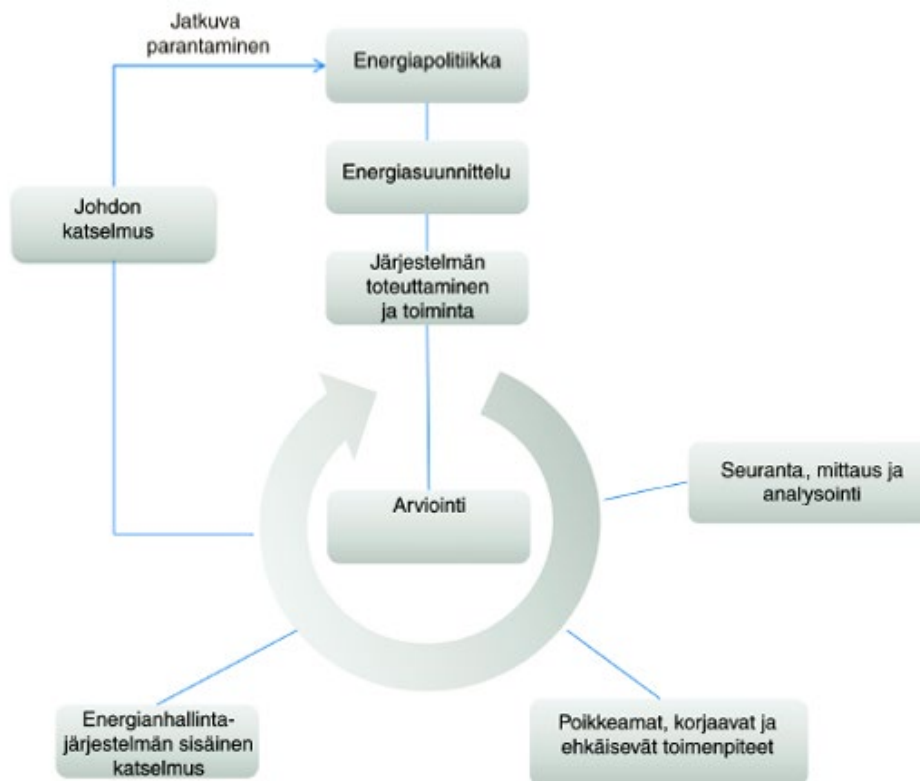 Jatkuva
parantaminen
Energiapolitiikka
Energiasuunnittelu
Johdon
katselmus
Järjestelmän
toteuttaminen
ja toiminta
Arviointi
Seuranta, mittaus ja
analysointi
Energianhallinta-
järjestelmän sisäinen
katselmus
Poikkeamat, korjaavat ja
ehkäisevät toimenpiteet